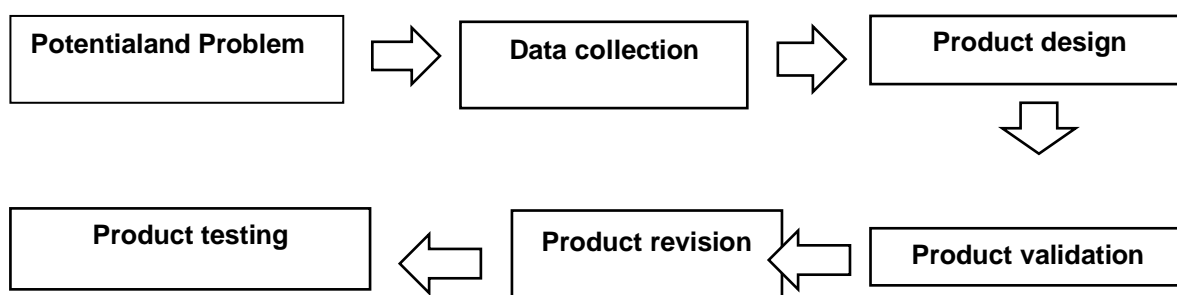 Potentialand Problem
Data collection
Product design
Product validation
Product revision
Product testing